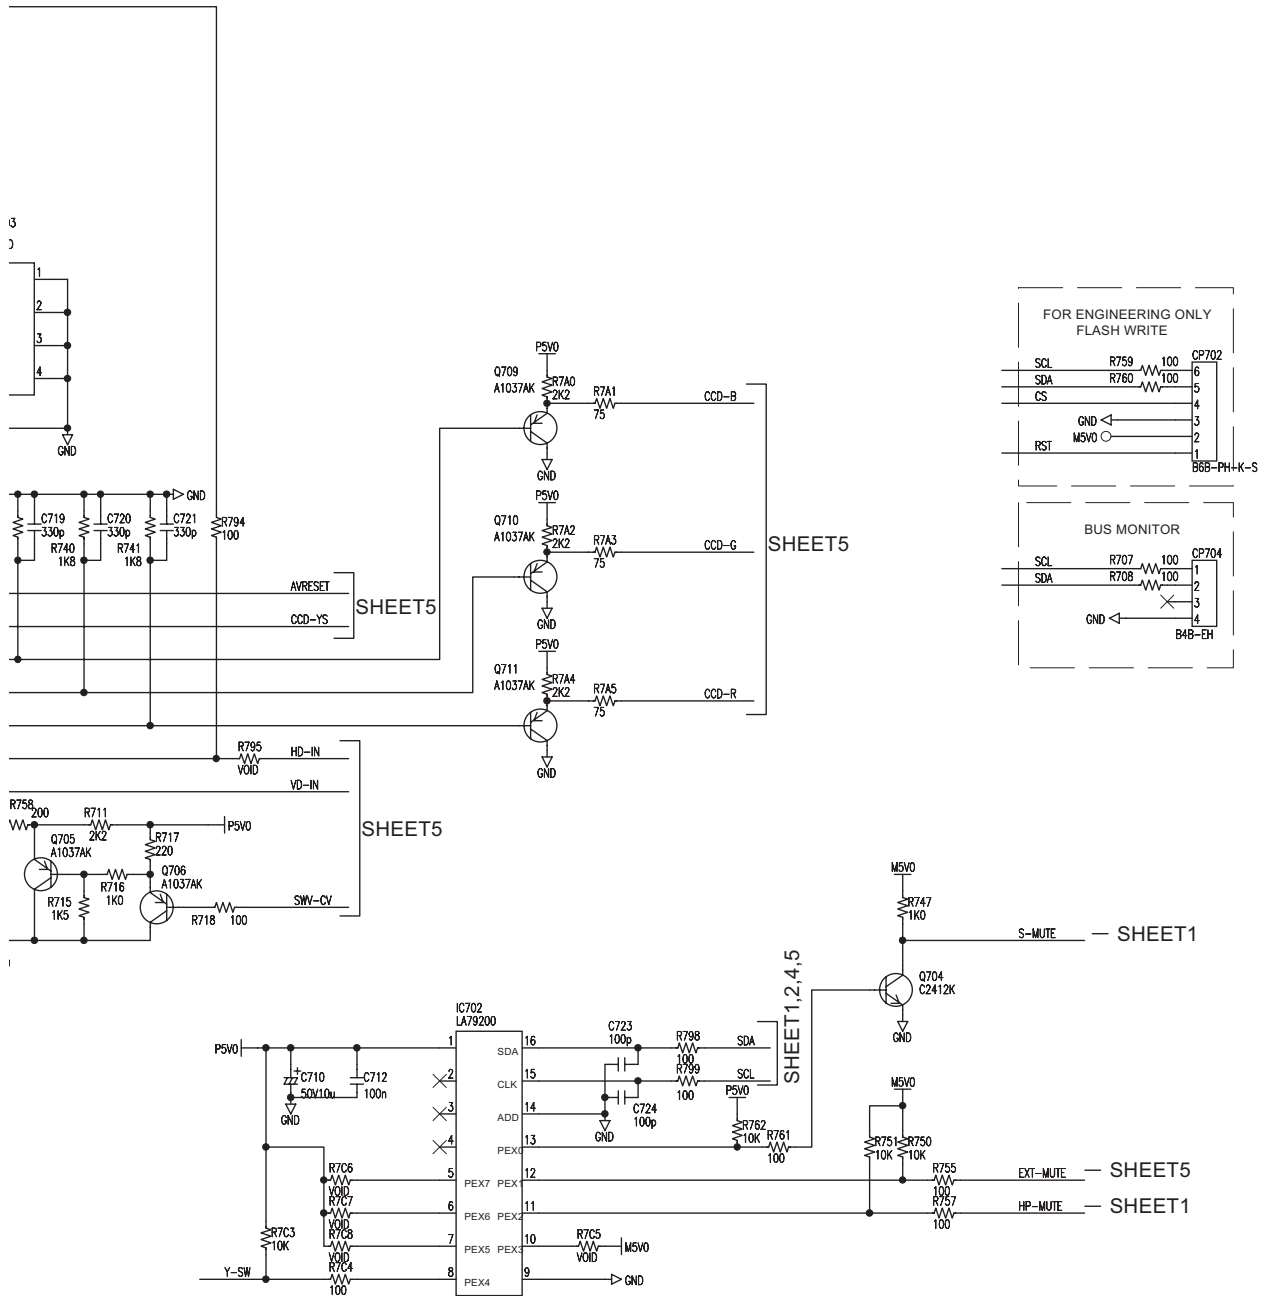 1
2
3
4
GND
GND
C719
330p
C720
330p
C721
330p
R740
1K8
R741
1K8
R794
100
AVRESET
CCD-YS
SHEET5
P5V0
Q709
A1037AK
R7A0
2K2
R7A1
75
CCD-B
GND
P5V0
Q710
A1037AK
R7A2
2K2
R7A3
75
CCD-G
GND
P5V0
Q711
A1037AK
R7A4
2K2
R7A5
75
CCD-R
GND
SHEET5
FOR ENGINEERING ONLY
FLASH WRITE
CP702
SCL R759 100 6
SDA R760 100 5
CS 4
GND 3
M5V0 2
RST 1
B6B-PH-K-S
BUS MONITOR
CP704
SCL R707 100 1
SDA R708 100 2
3
GND 4
B4B-EH
R795
VOID
HD-IN
VD-IN
SHEET5
R758
200
R711
2K2
P5V0
Q705
A1037AK
R717
220
Q706
A1037AK
R716
1K0
R715
1K5
R718 100
SWV-CV
M5V0
R747
1K0
S-MUTE
SHEET1
Q704
C2412K
GND
IC702
LA79200
P5V0
C710
50V10u
C712
100n
GND
1
2
3
4
5
6
7
8
16
15
14
13
12
11
10
9
SDA
CLK
ADD
PEX0
PEX7 PEX1
PEX6 PEX2
PEX5 PEX3
PEX4
C723
100p
C724
100p
GND
R798
100
SDA
R799
100
SCL
SHEET1,2,4,5
P5V0
R762
10K
R761
100
M5V0
R751
10K
R750
10K
R755
100
EXT-MUTE
SHEET5
R757
100
HP-MUTE
SHEET1
R7C6
VOID
R7C7
VOID
R7C8
VOID
R7C4
100
R7C3
10K
Y-SW
R7C5
VOID
M5V0
GND